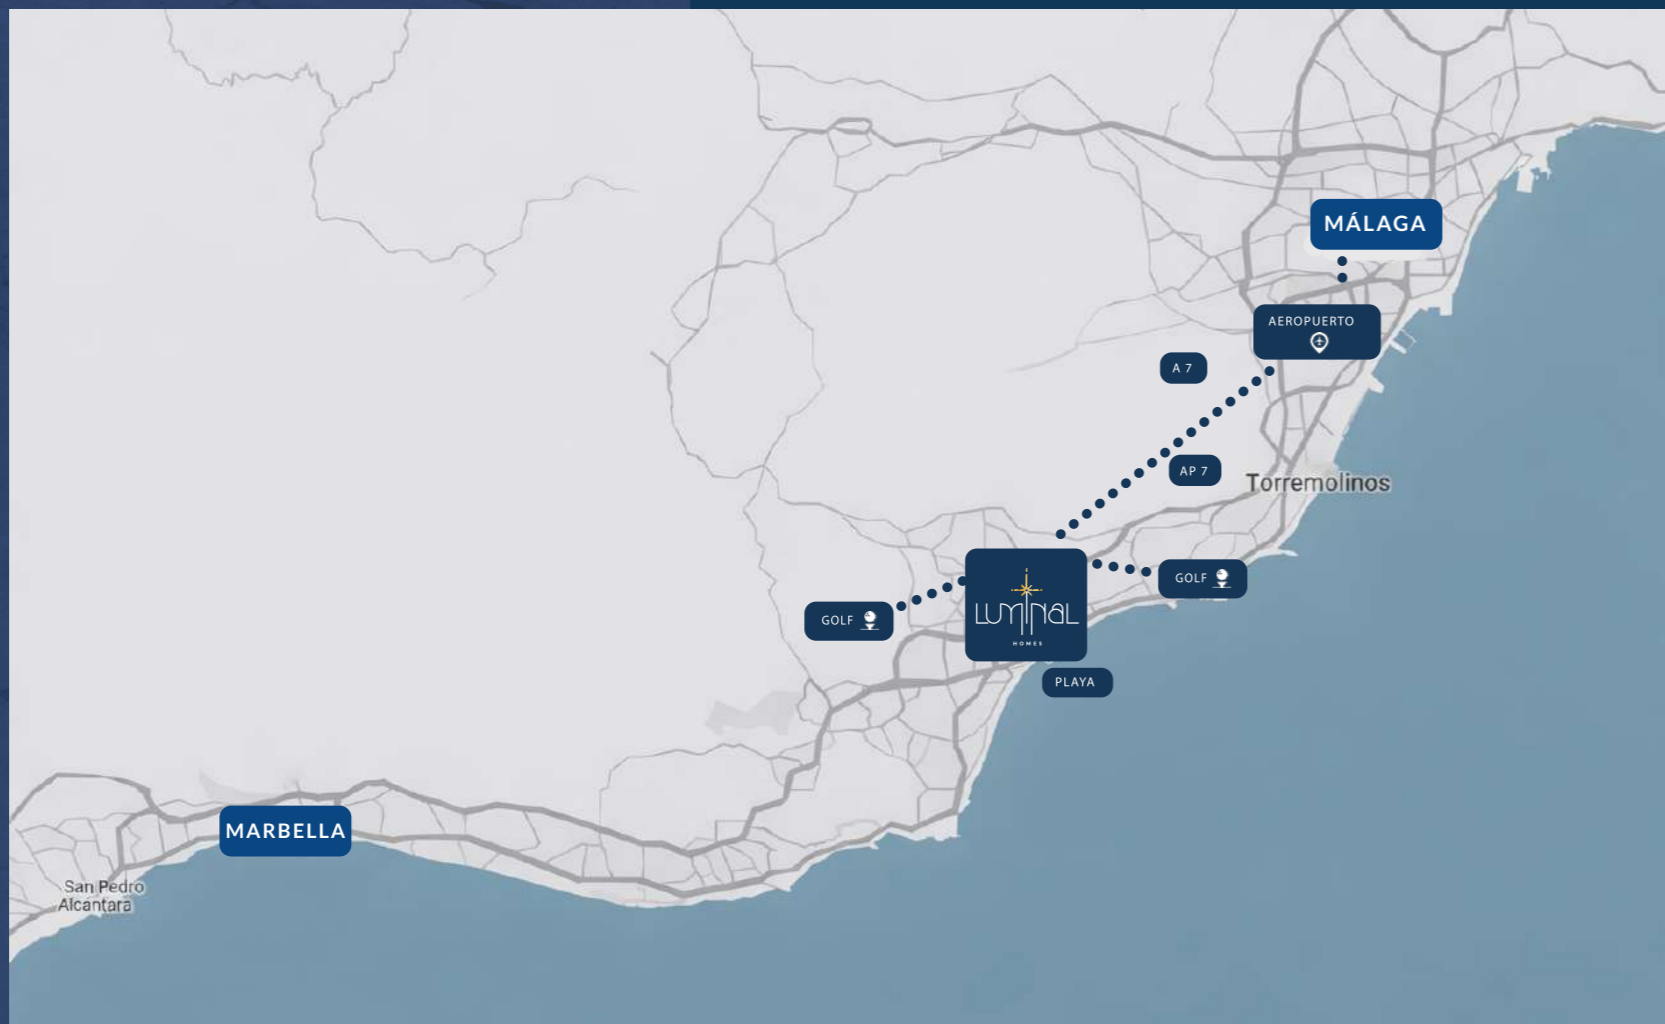 MÁLAGA
AEROPUERTO
A 7
AP 7
Torremolinos
GOLF
GOLF
LUMINAL
HOMES
PLAYA
MARBELLA
San Pedro
Alcántara